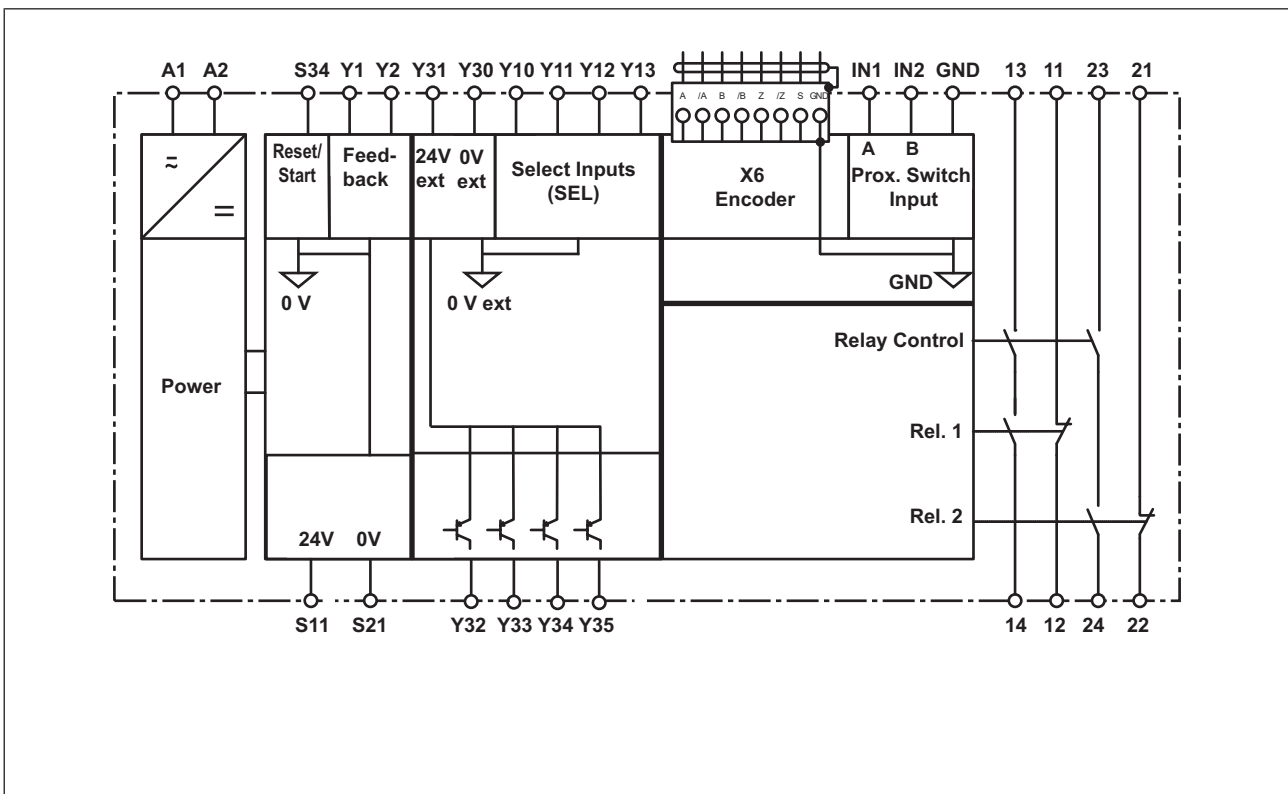 A1 A2 S34 Y1 Y2 Y31 Y30 Y10 Y11 Y12 Y13 IN1 IN2 GND 13 11 23 21
A /A B /B Z /Z S GND
Reset/
Start
Feed-
back
24V
ext
0V
ext
Select Inputs
(SEL)
X6
Encoder
A B
Prox. Switch
Input
0 V
0 V ext
GND
Power
Relay Control
Rel. 1
Rel. 2
24V 0V
S11 S21 Y32 Y33 Y34 Y35 14 12 24 22